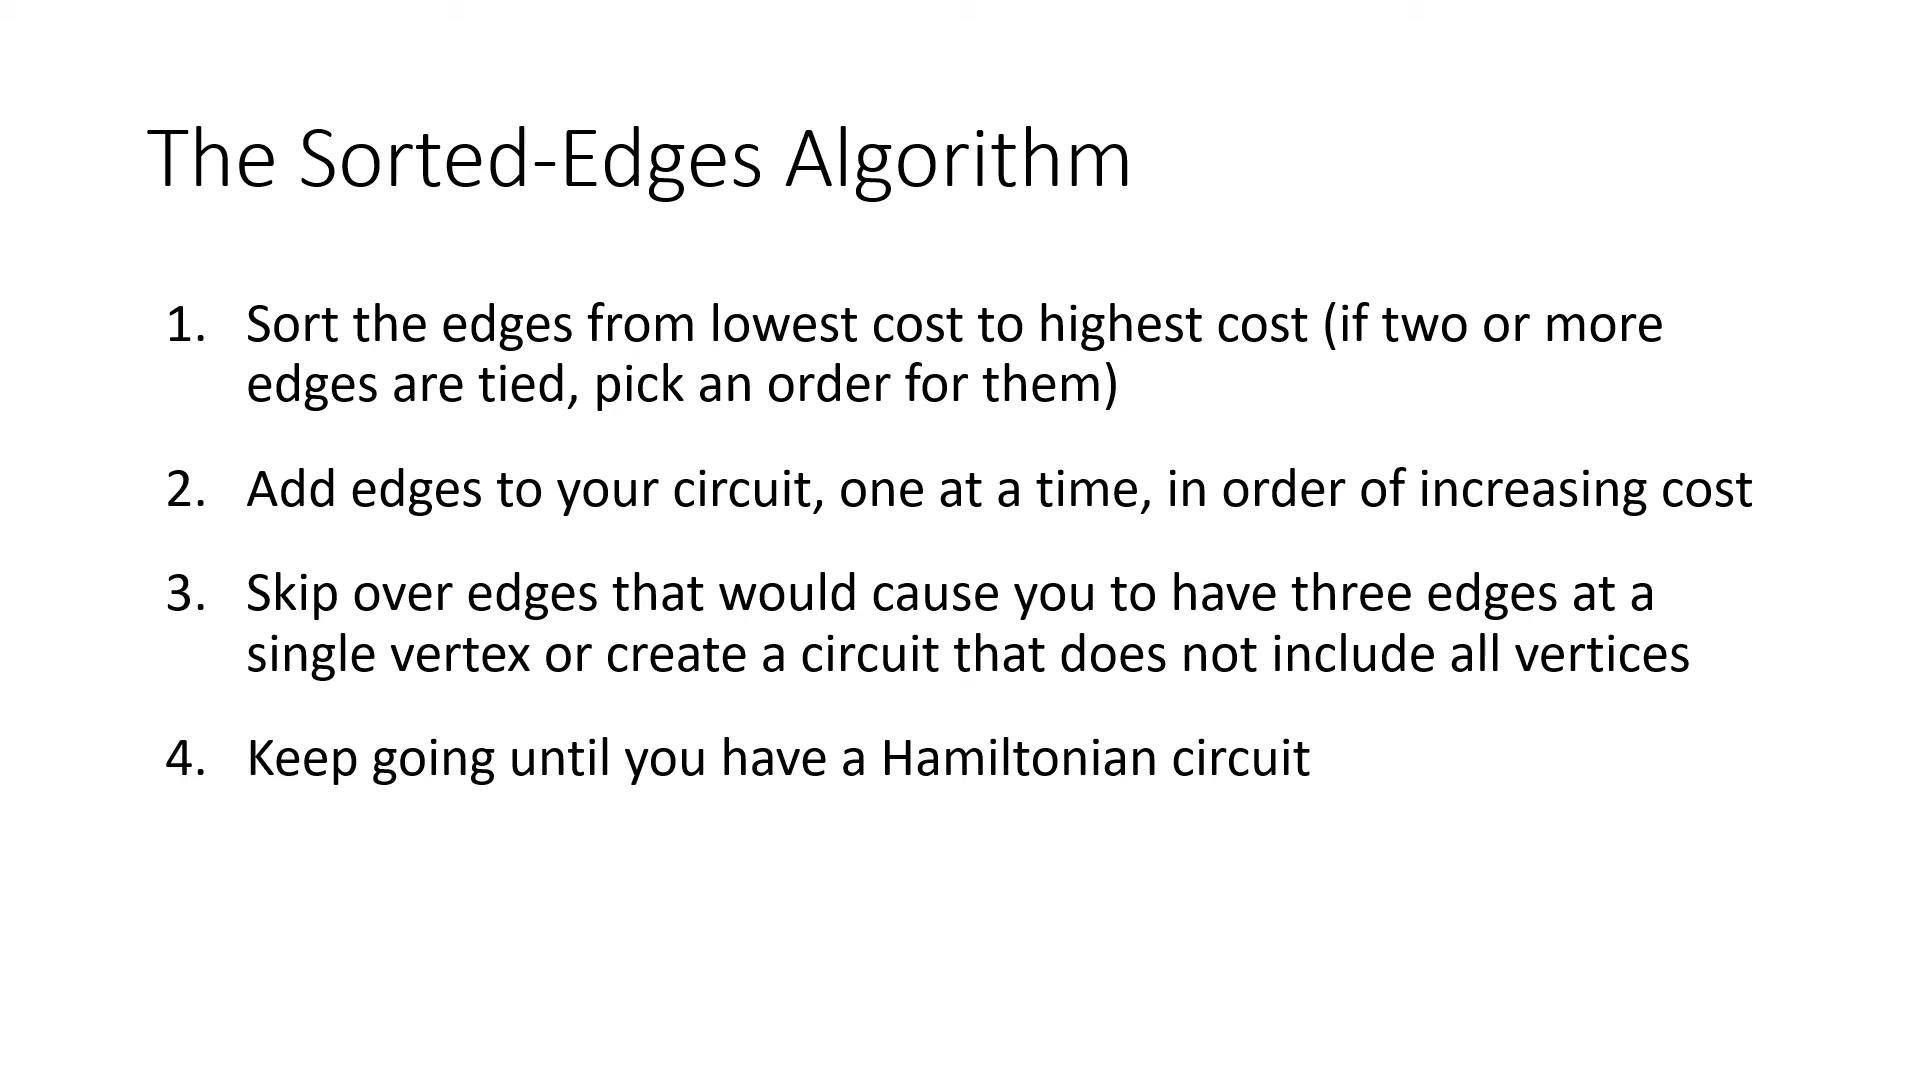 The Sorted-Edges Algorithm
1. Sort the edges from lowest cost to highest cost (if two or more
edges are tied, pick an order for them)
2. Add edges to your circuit, one at a time, in order of increasing cost
3. Skip over edges that would cause you to have three edges at a
single vertex or create a circuit that does not include all vertices
4. Keep going until you have a Hamiltonian circuit